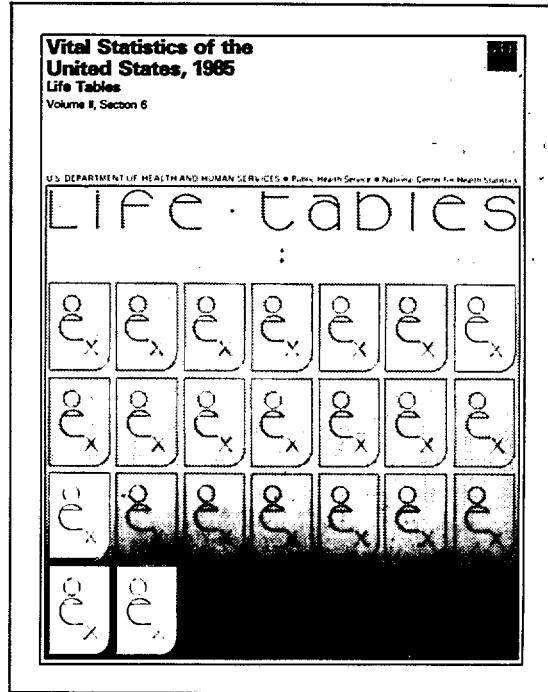 Vital Statistics of the
United States, 1985
Life Tables
Volume II, Section 6
U.S. DEPARTMENT OF HEALTH AND HUMAN SERVICES • Public Health Service • National Center for Health Statistics
Life tables
e̊x e̊x e̊x e̊x e̊x e̊x e̊x
e̊x e̊x e̊x e̊x e̊x e̊x e̊x
e̊x e̊x e̊x e̊x e̊x e̊x e̊x
e̊x e̊x